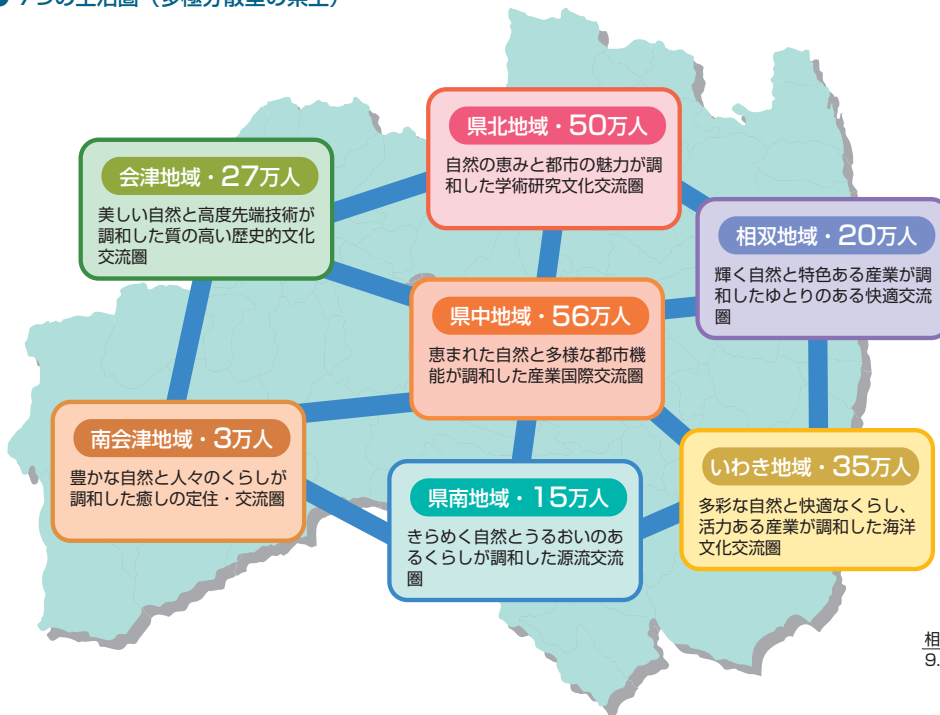 7つの生活圏（多極分散型の県土）
県北地域・50万人
自然の恵みと都市の魅力が調
和した学術研究文化交流圏
会津地域・27万人
美しい自然と高度先端技術が
調和した質の高い歴史的文化
交流圏
相双地域・20万人
輝く自然と特色ある産業が調
和したゆとりのある快適交流
圏
県中地域・56万人
恵まれた自然と多様な都市機
能が調和した産業国際交流圏
南会津地域・3万人
豊かな自然と人々のくらしが
調和した癒しの定住・交流圏
いわき地域・35万人
多彩な自然と快適なくらし、
活力ある産業が調和した海洋
文化交流圏
県南地域・15万人
きらめく自然とうるおいのあ
るくらしが調和した源流交流
圏
相
9.